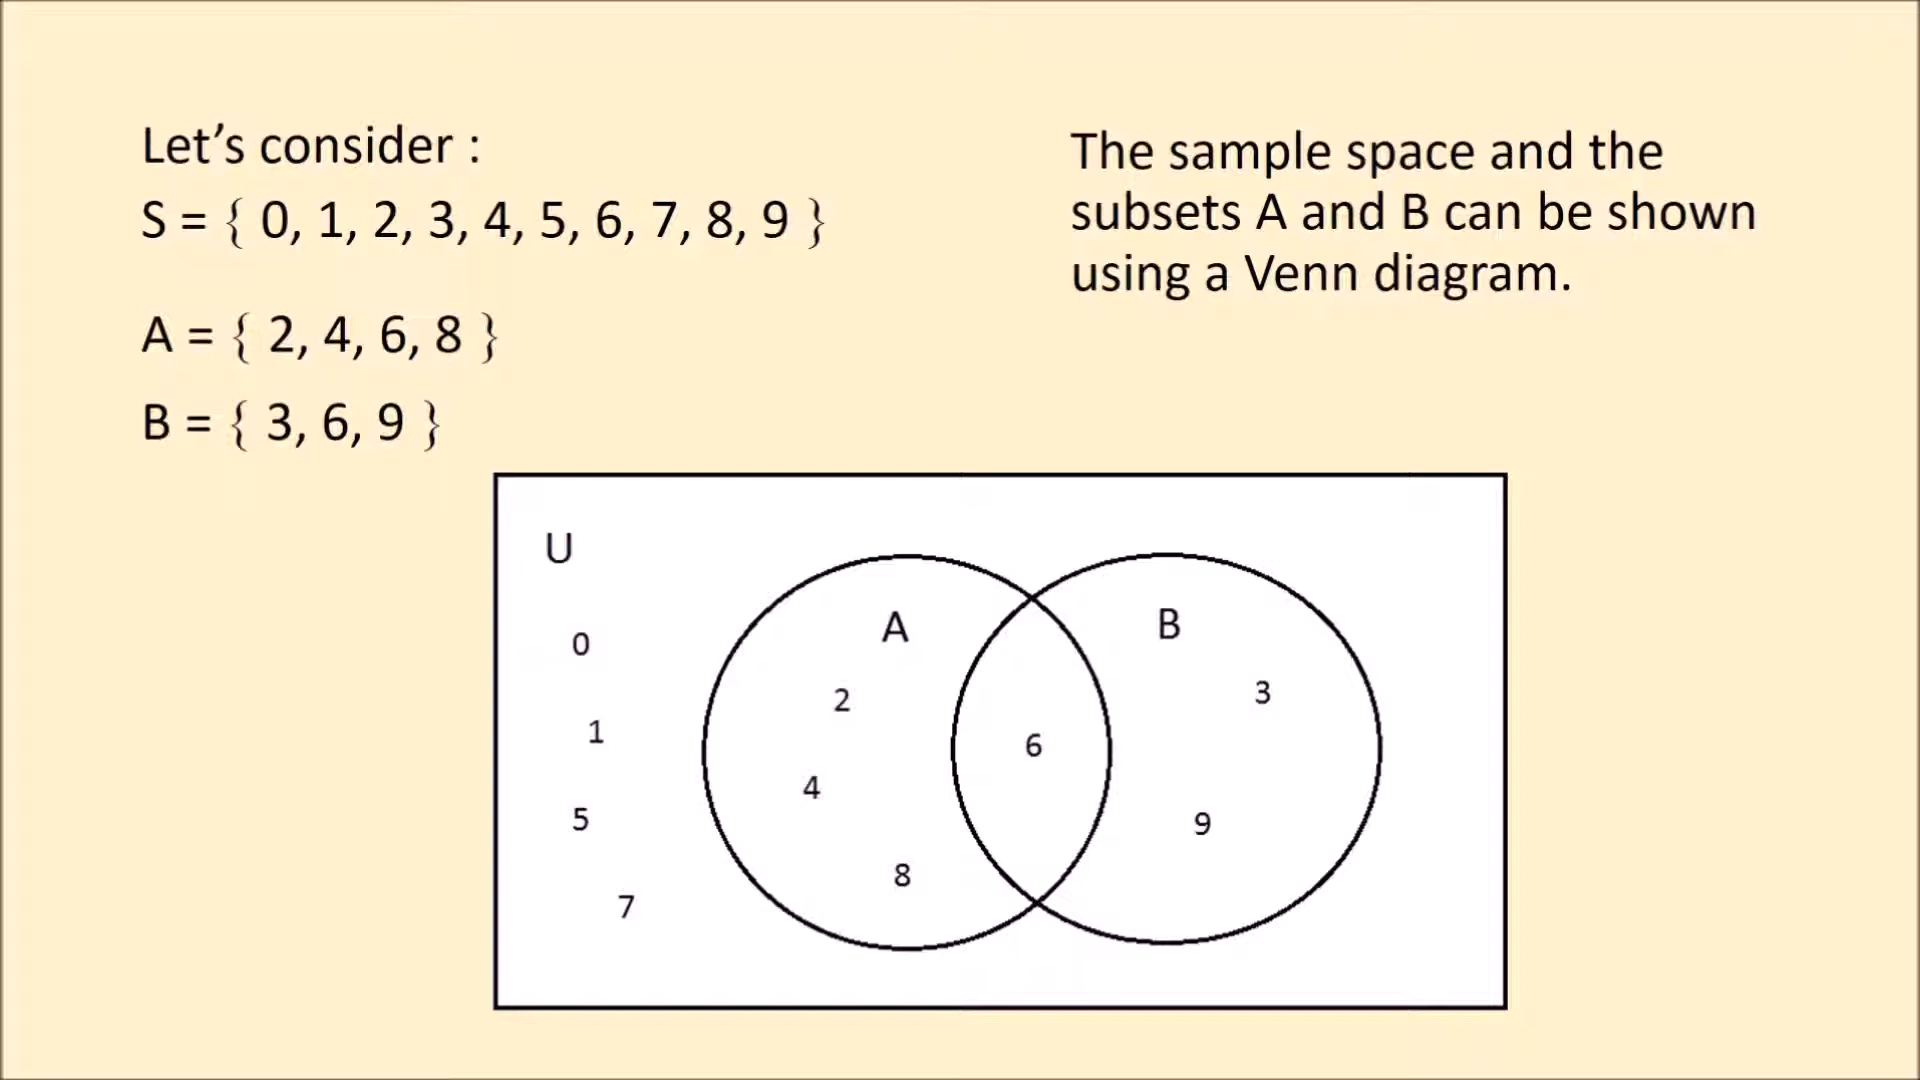 Let’s consider :
S = { 0, 1, 2, 3, 4, 5, 6, 7, 8, 9 }
A = { 2, 4, 6, 8 }
B = { 3, 6, 9 }
The sample space and the
subsets A and B can be shown
using a Venn diagram.
U
A
B
0
2
3
1
6
4
5
9
8
7